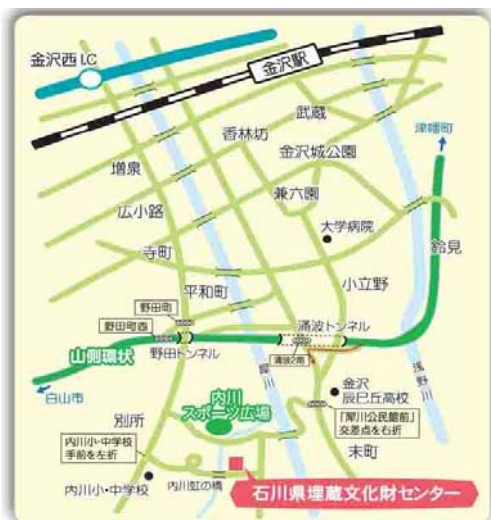 金沢西I.C
金沢駅
武蔵
津幡町
香林坊
金沢城公園
増泉
兼六園
広小路
大学病院
鈴見
寺町
小立野
平和町
野田町
野田町西
涌波トンネル
山側環状
野田トンネル
涌波2南
犀川
浅野川
白山市
内川
スポーツ広場
金沢
辰巳丘高校
別所
「犀川公民館前」
交差点を右折
内川小・中学校
手前を左折
末町
内川小・中学校
内川虹の橋
石川県埋蔵文化財センター